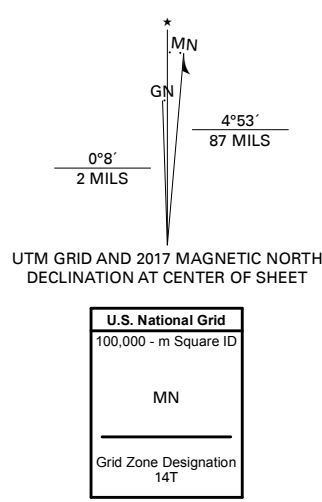 ★
MN
GN
4°53´
87 MILS
0°8´
2 MILS
UTM GRID AND 2017 MAGNETIC NORTH
DECLINATION AT CENTER OF SHEET
U.S. National Grid
100,000 - m Square ID
MN
Grid Zone Designation
14T